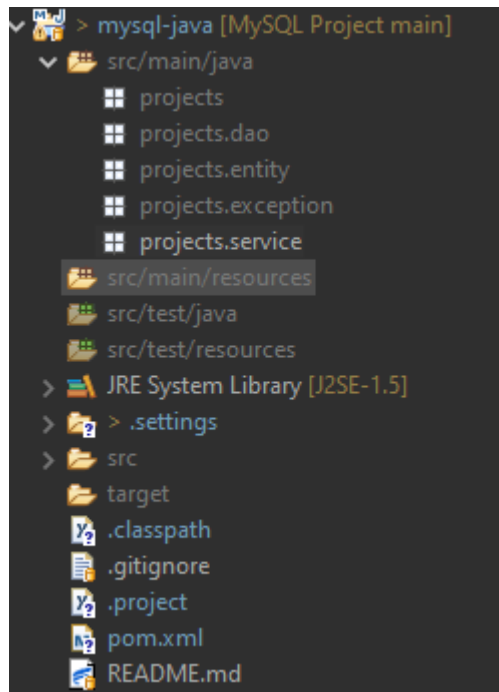 > mysql-java [MySQL Project main]
src/main/java
projects
projects.dao
projects.entity
projects.exception
projects.service
src/main/resources
src/test/java
src/test/resources
JRE System Library [J2SE-1.5]
> .settings
src
target
.classpath
.gitignore
.project
pom.xml
README.md